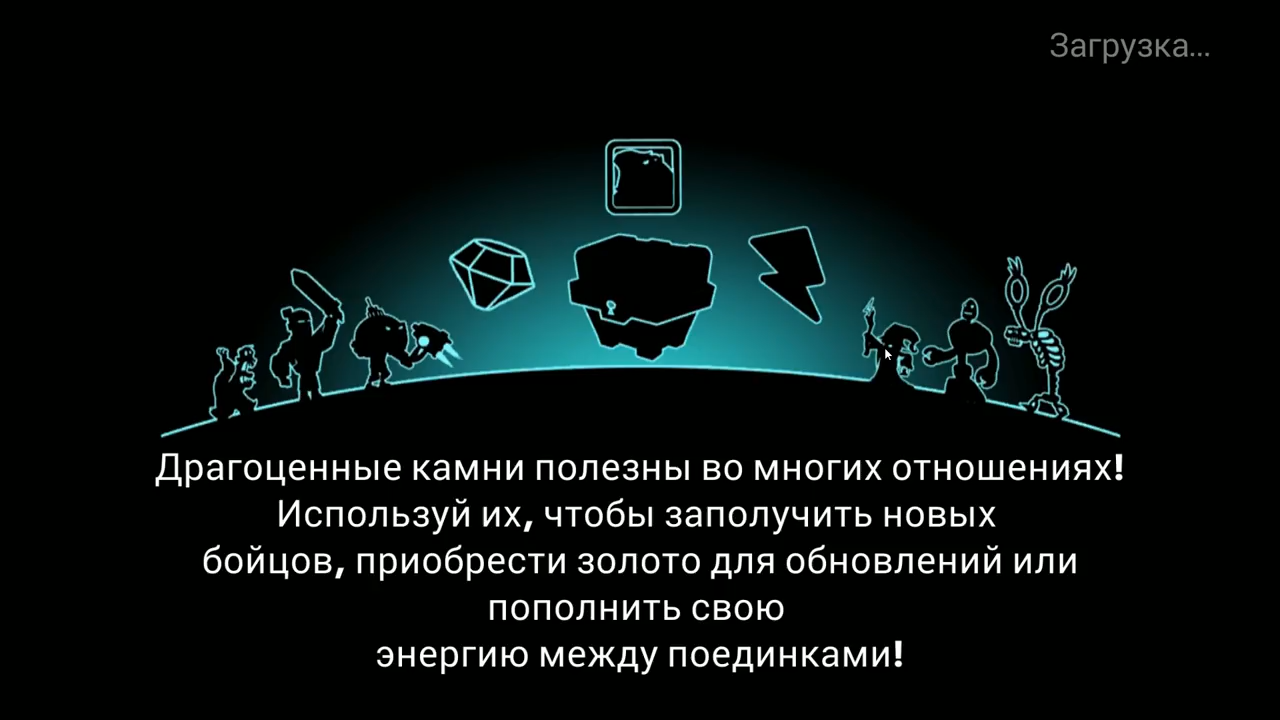 Загрузка...
Драгоценные камни полезны во многих отношениях!
Используй их, чтобы заполучить новых
бойцов, приобрести золото для обновлений или
пополнить свою
энергию между поединками!